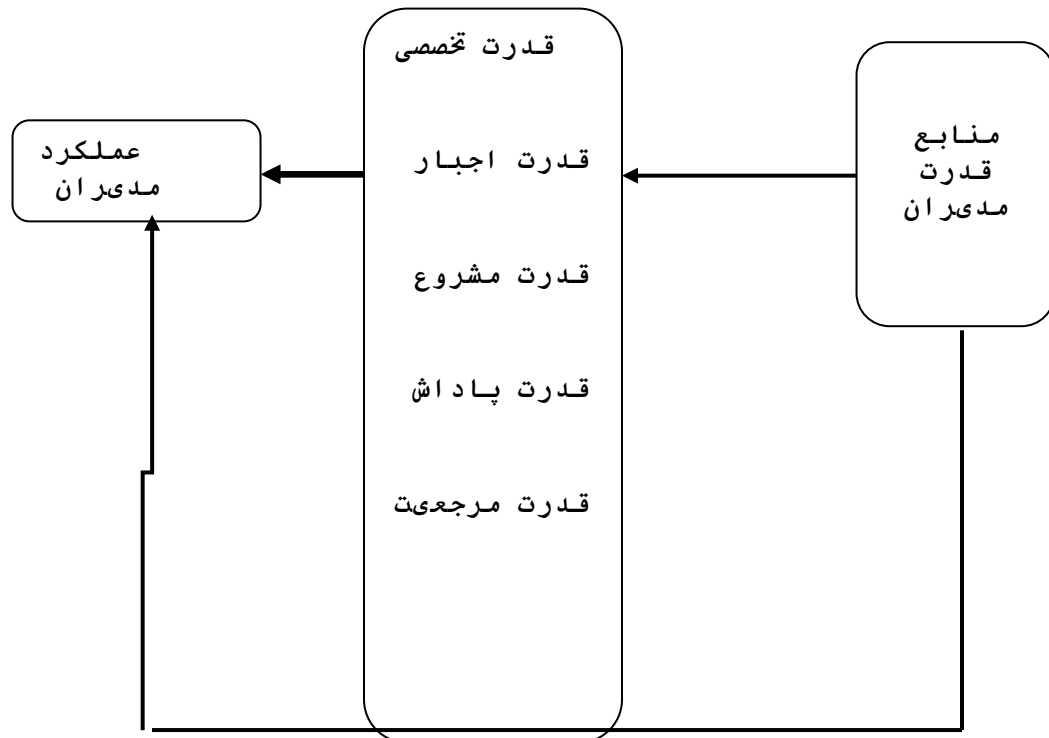 منابع
قدرت
مدیران
قدرت تخصصی
قدرت اجبار
قدرت مشروع
قدرت پاداش
قدرت مرجعیت
عملکرد
مدیران